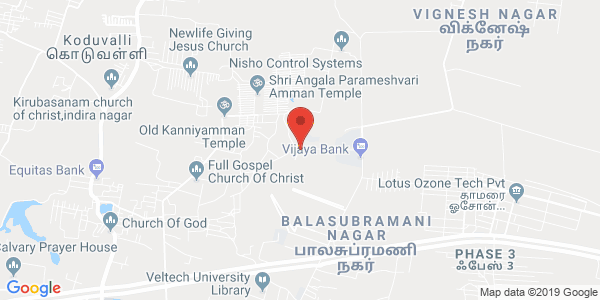 VIGNESH NAGAR
விக்னேஷ்
நகர்
Newlife Giving
Jesus Church
Koduvalli
கொடுவள்ளி
Nisho Control Systems
Shri Angala Parameshvari
Amman Temple
Kirubasanam church
of christ,indira nagar
Old Kanniyamman
Temple
Vijaya Bank
Equitas Bank
Full Gospel
Church Of Christ
Lotus Ozone Tech Pvt
தாமரை
ஓசோன்...
Church Of God
BALASUBRAMANI
NAGAR
பாலசுப்ரமணி
நகர்
Calvary Prayer House
PHASE 3
ஃபேஸ் 3
Veltech University
Library
Google
Map data ©2019 Google